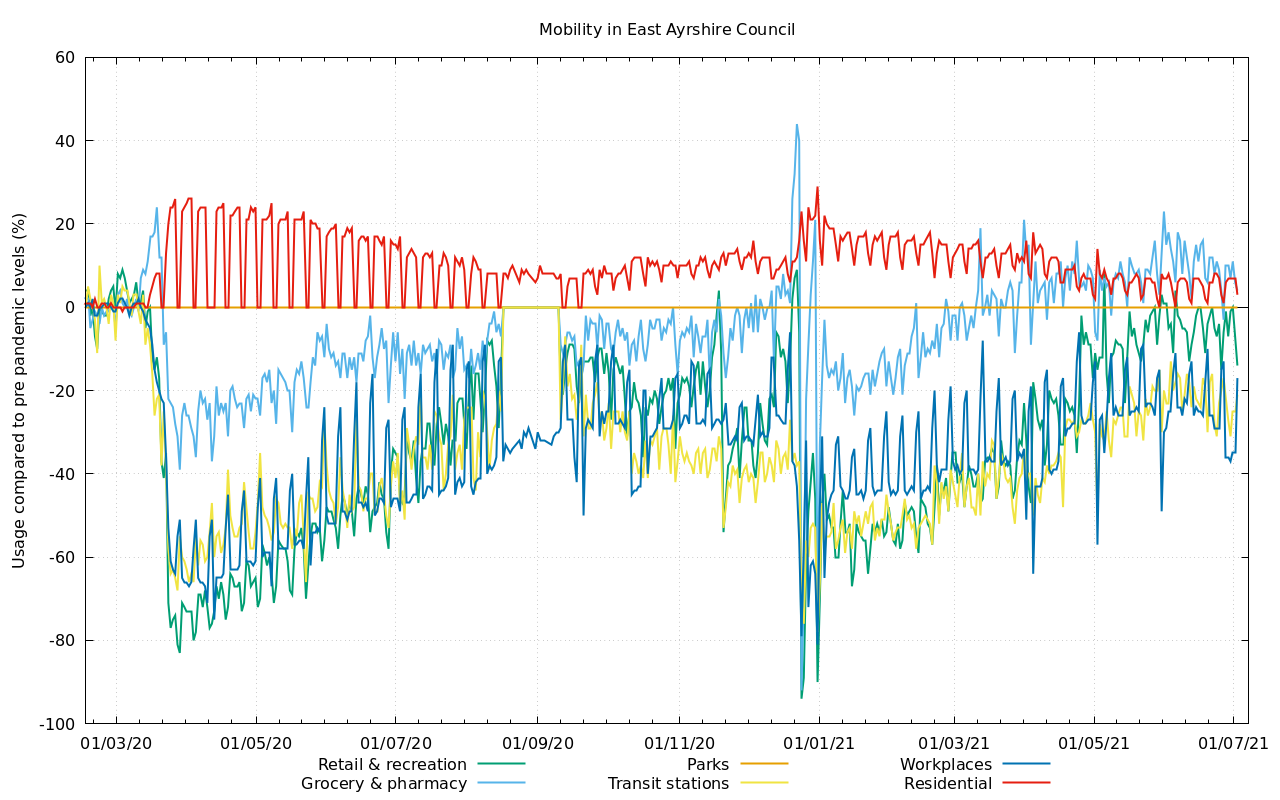 Mobility in East Ayrshire Council
Usage compared to pre pandemic levels (%)
60
40
20
0
-20
-40
-60
-80
-100
01/03/20 01/05/20 01/07/20 01/09/20 01/11/20 01/01/21 01/03/21 01/05/21 01/07/21
Retail & recreation Parks Workplaces
Grocery & pharmacy Transit stations Residential